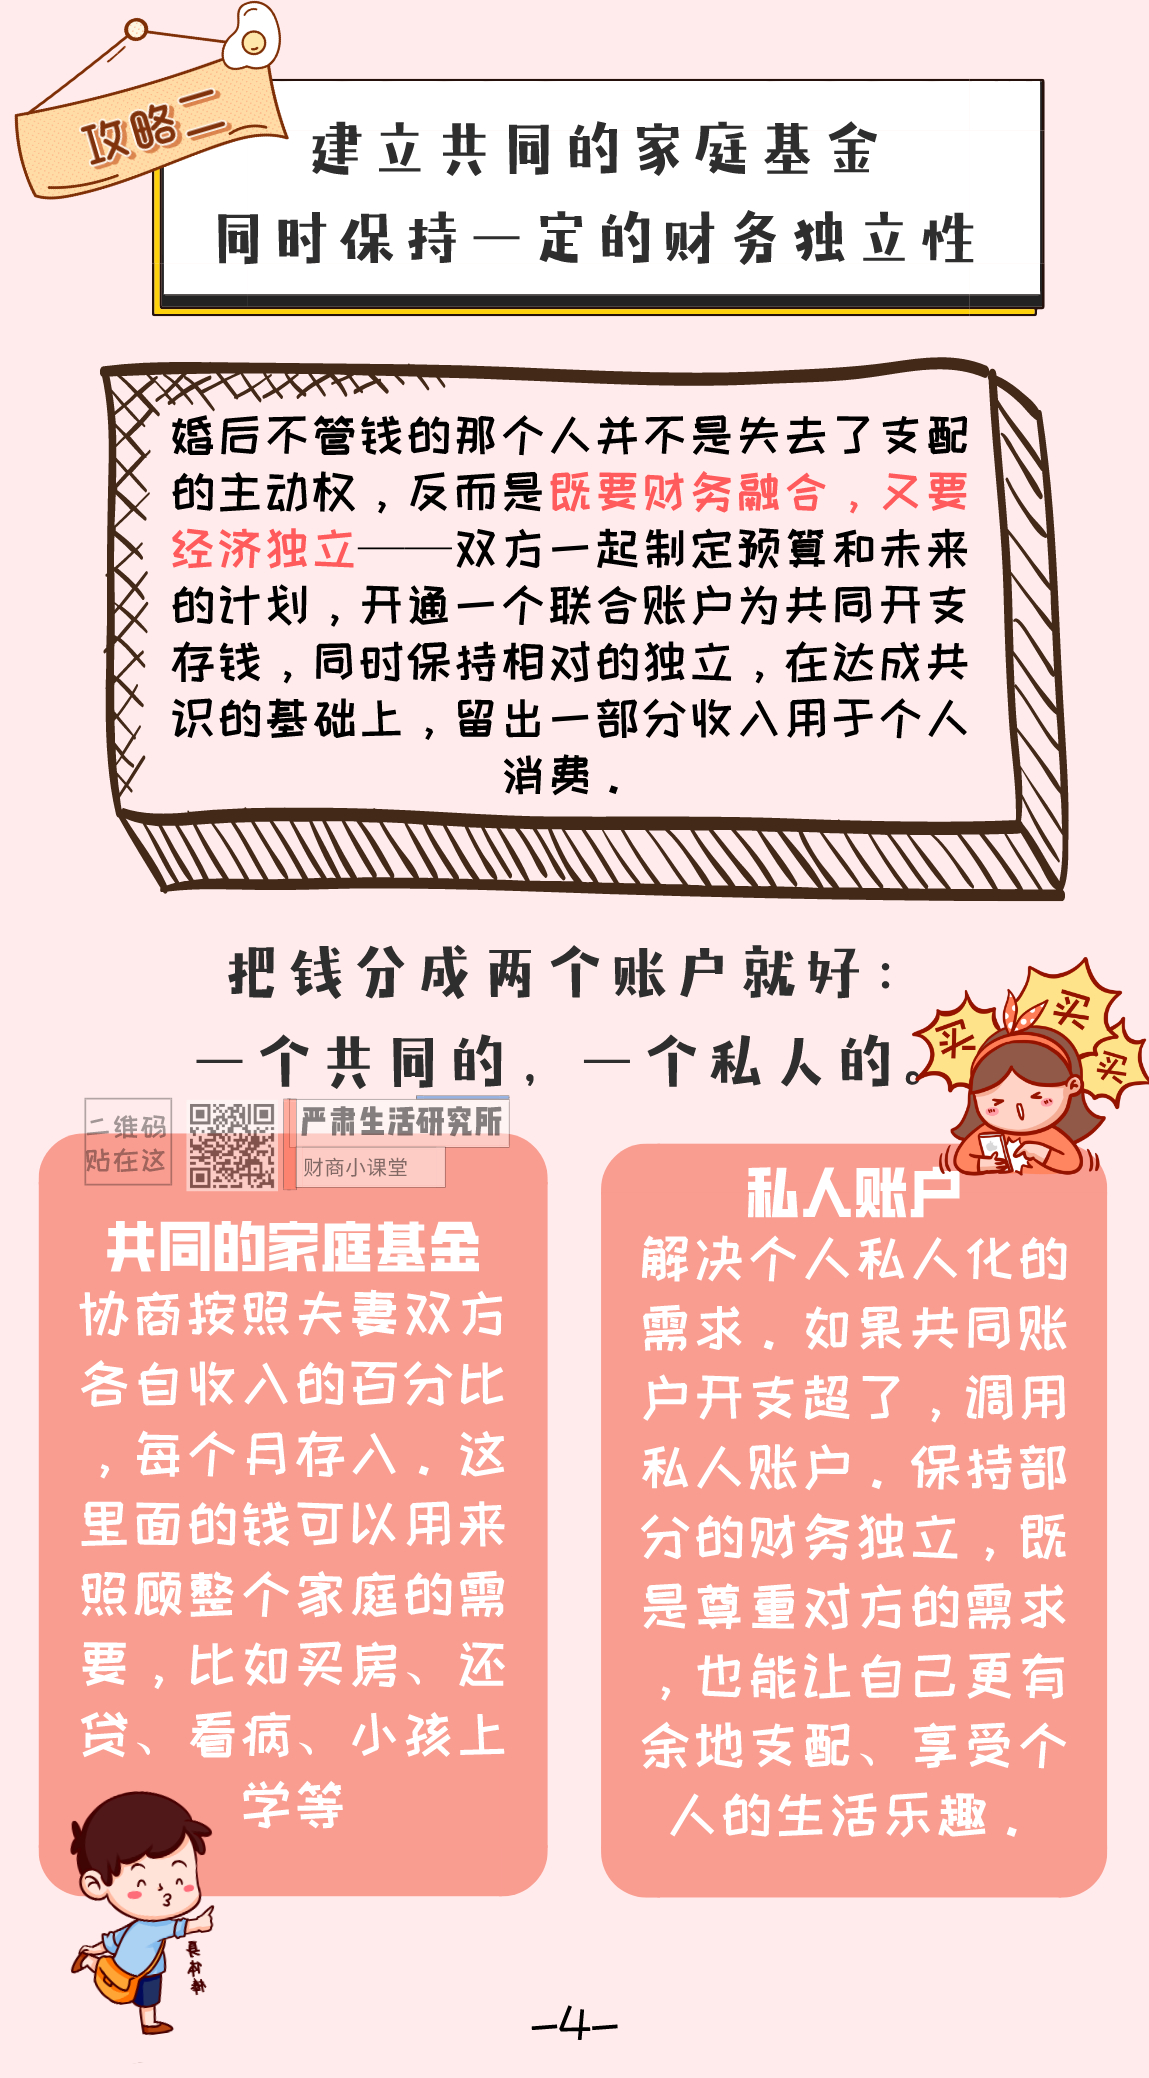 攻略二
建立共同的家庭基金
同时保持一定的财务独立性
婚后不管钱的那个人并不是失去了支配
的主动权，反而是既要财务融合，又要
经济独立——双方一起制定预算和未来
的计划，开通一个联合账户为共同开支
存钱，同时保持相对的独立，在达成共
识的基础上，留出一部分收入用于个人
消费．
把钱分成两个账户就好：
一个共同的，一个私人的。
买
买
买
二维码
贴在这
严肃生活研究所
财商小课堂
共同的家庭基金
协商按照夫妻双方
各自收入的百分比
，每个月存入．这
里面的钱可以用来
照顾整个家庭的需
要，比如买房、还
贷、看病、小孩上
学等
私人账户
解决个人私人化的
需求．如果共同账
户开支超了，调用
私人账户．保持部
分的财务独立，既
是尊重对方的需求
，也能让自己更有
余地支配、享受个
人的生活乐趣．
身体棒
-4-